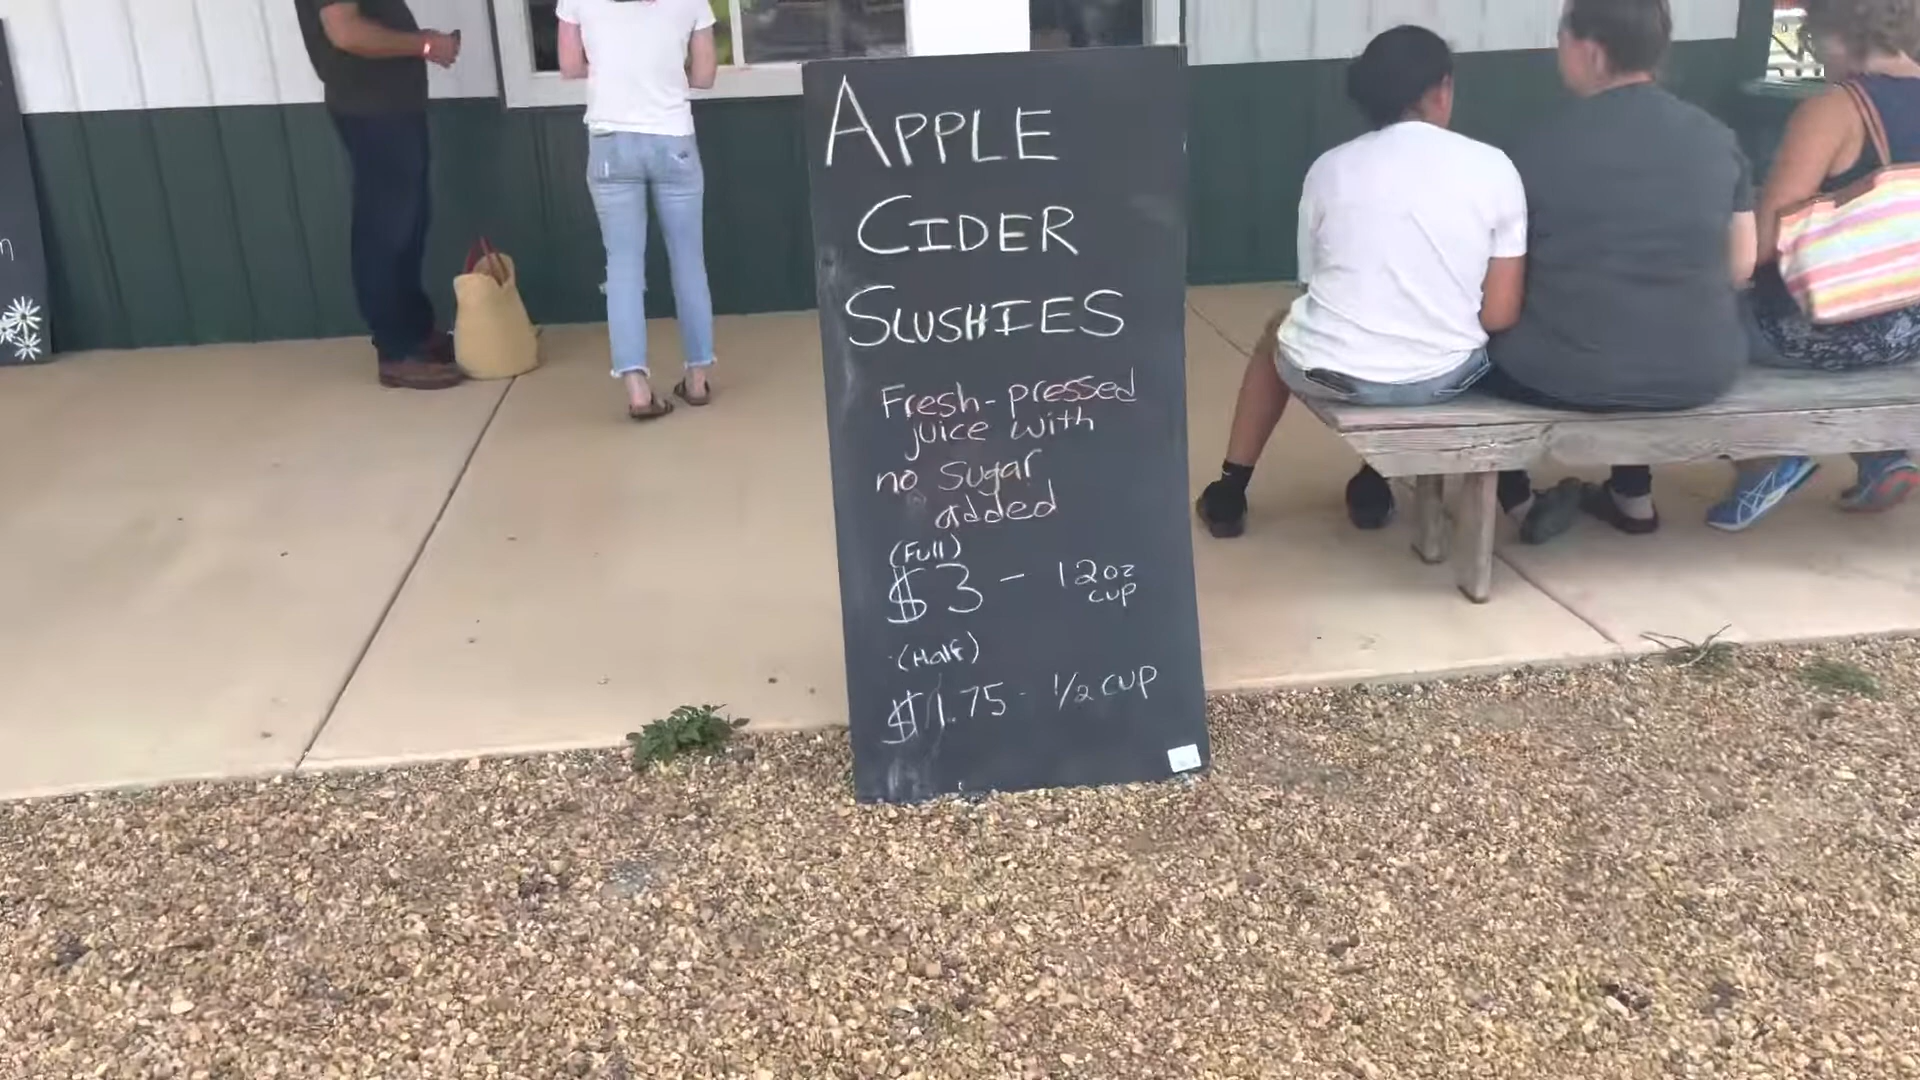 APPLE
CIDER
SLUSHIES
Fresh-pressed
juice with
no sugar
added
(Full)
$3 - 12oz
cup
(Half)
$1.75 - 1/2 cup